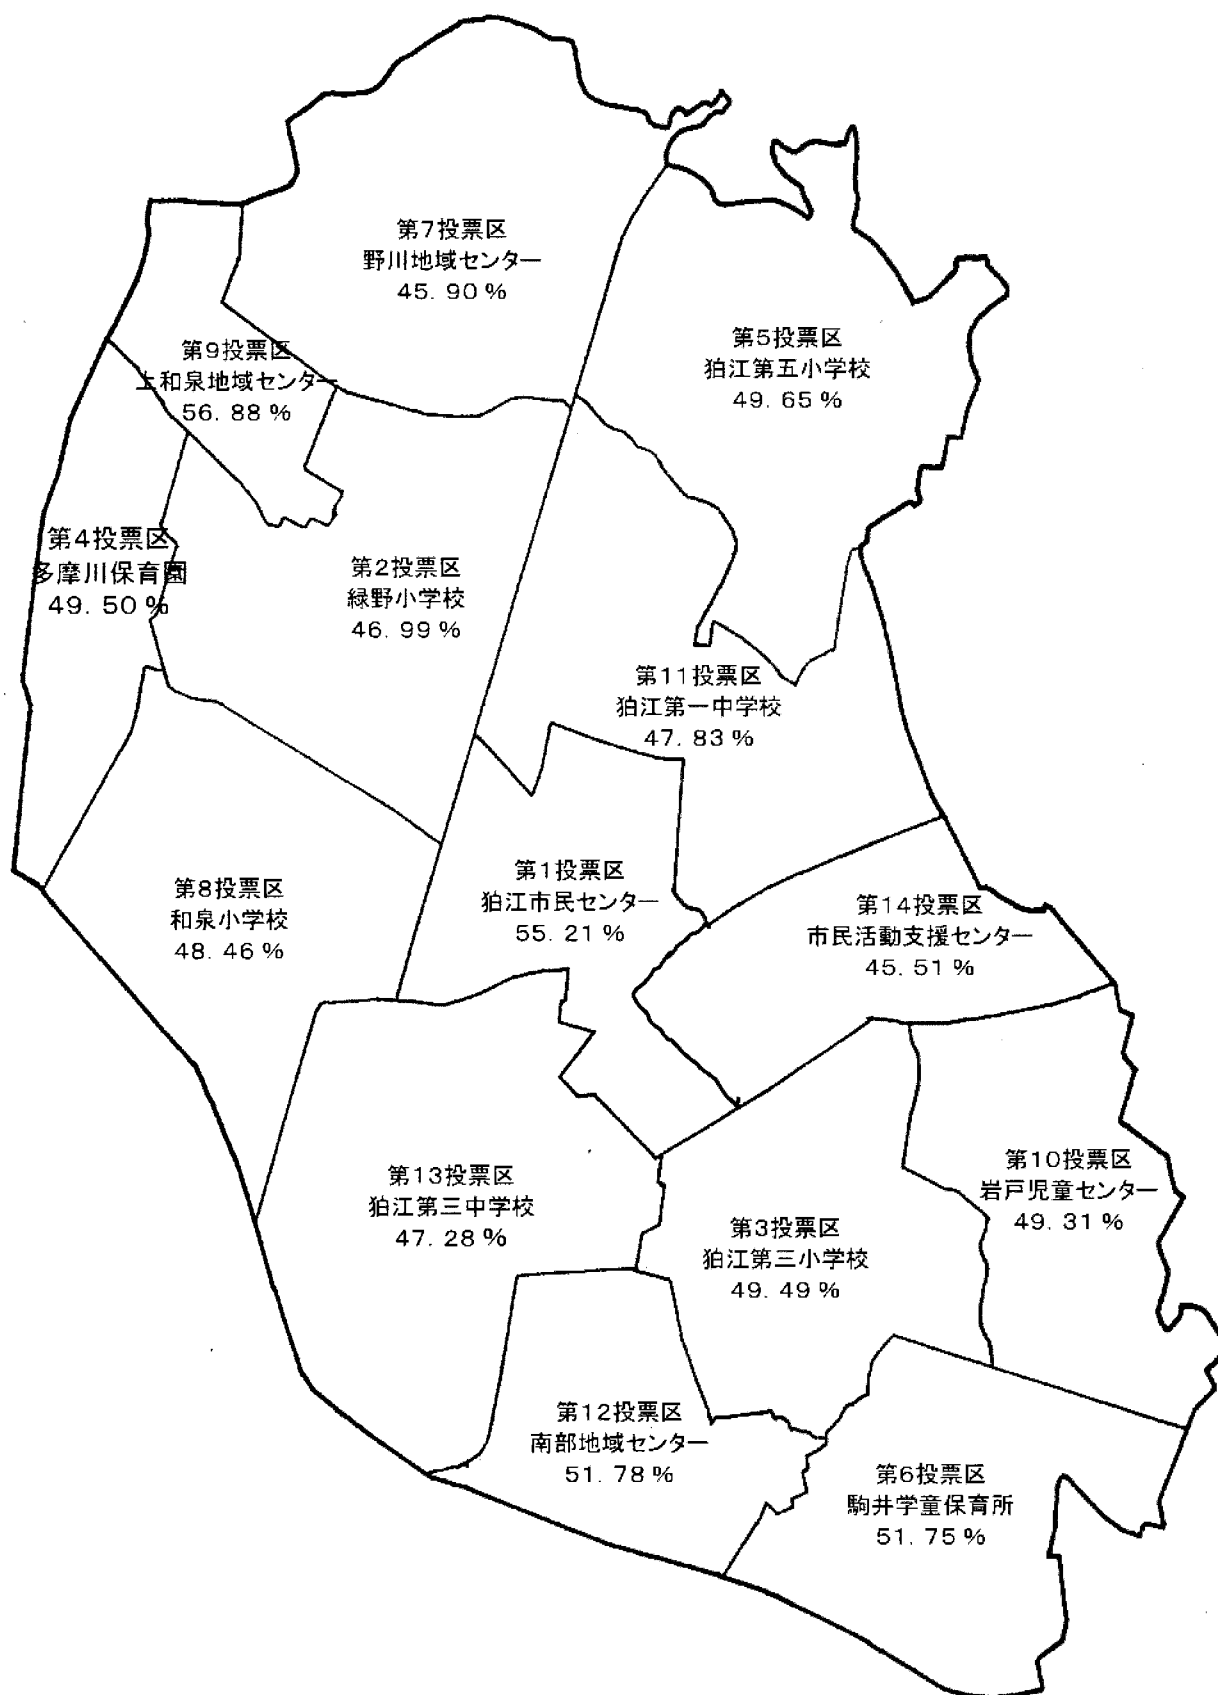 第7投票区
野川地域センター
45.90%
第5投票区
狛江第五小学校
49.65%
第9投票区
上和泉地域センター
56.88%
第4投票区
多摩川保育園
49.50%
第2投票区
緑野小学校
46.99%
第11投票区
狛江第一中学校
47.83%
第1投票区
狛江市民センター
55.21%
第8投票区
和泉小学校
48.46%
第14投票区
市民活動支援センター
45.51%
第13投票区
狛江第三中学校
47.28%
第10投票区
岩戸児童センター
49.31%
第3投票区
狛江第三小学校
49.49%
第12投票区
南部地域センター
51.78%
第6投票区
駒井学童保育所
51.75%